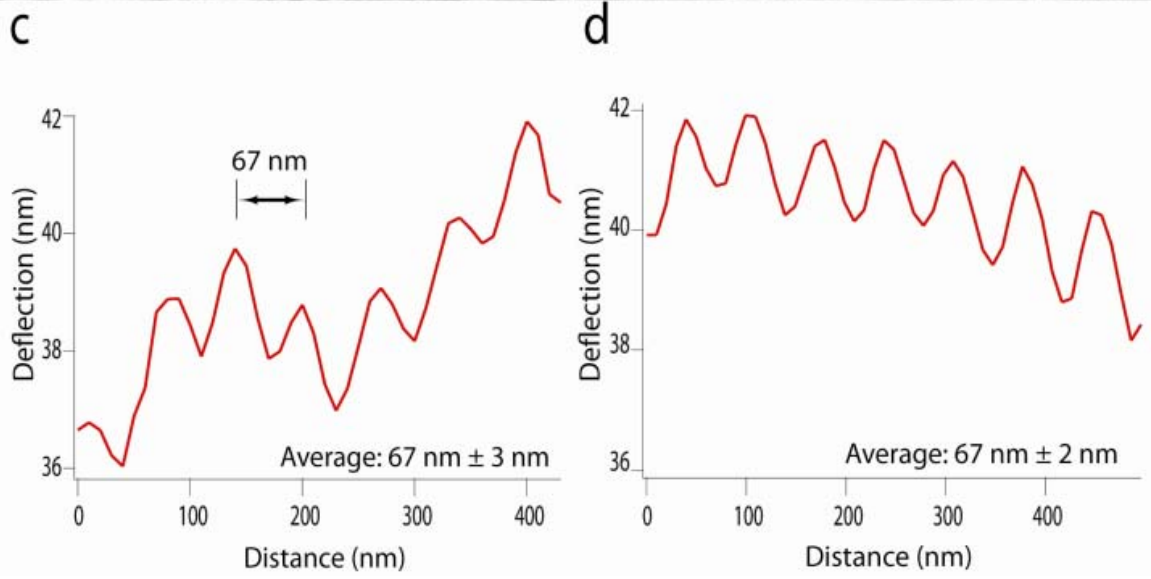 c
42
40
38
36
Deflection (nm)
67 nm
Average: 67 nm ± 3 nm
0 100 200 300 400
Distance (nm)
d
42
40
38
36
Deflection (nm)
Average: 67 nm ± 2 nm
0 100 200 300 400
Distance (nm)